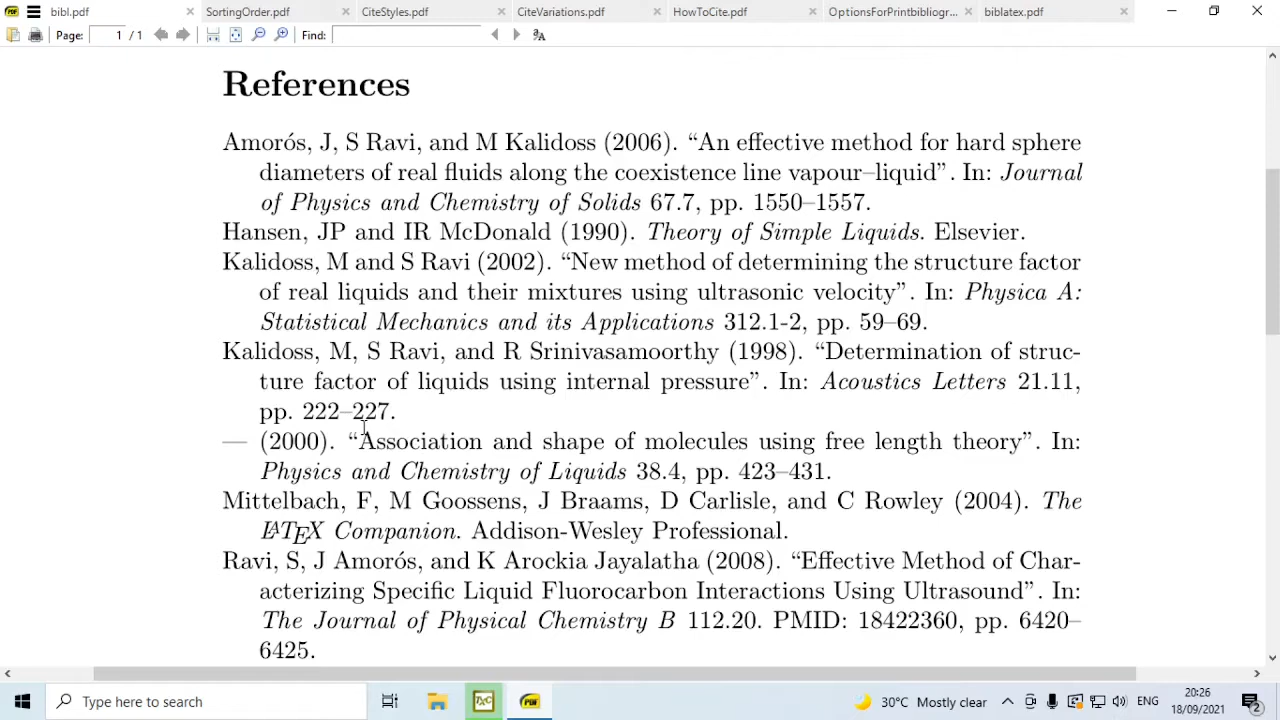 bibl.pdf SortingOrder.pdf CiteStyles.pdf CiteVariations.pdf HowToCite.pdf OptionsForPrintbibliogr... biblatex.pdf
Page: 1 / 1 Find:
References
Amorós, J, S Ravi, and M Kalidoss (2006). “An effective method for hard sphere
diameters of real fluids along the coexistence line vapour–liquid”. In: Journal
of Physics and Chemistry of Solids 67.7, pp. 1550–1557.
Hansen, JP and IR McDonald (1990). Theory of Simple Liquids. Elsevier.
Kalidoss, M and S Ravi (2002). “New method of determining the structure factor
of real liquids and their mixtures using ultrasonic velocity”. In: Physica A:
Statistical Mechanics and its Applications 312.1-2, pp. 59–69.
Kalidoss, M, S Ravi, and R Srinivasamoorthy (1998). “Determination of struc-
ture factor of liquids using internal pressure”. In: Acoustics Letters 21.11,
pp. 222–227.
— (2000). “Association and shape of molecules using free length theory”. In:
Physics and Chemistry of Liquids 38.4, pp. 423–431.
Mittelbach, F, M Goossens, J Braams, D Carlisle, and C Rowley (2004). The
LATEX Companion. Addison-Wesley Professional.
Ravi, S, J Amorós, and K Arockia Jayalatha (2008). “Effective Method of Char-
acterizing Specific Liquid Fluorocarbon Interactions Using Ultrasound”. In:
The Journal of Physical Chemistry B 112.20. PMID: 18422360, pp. 6420–
6425.
Type here to search 30°C Mostly clear ENG 20:26
18/09/2021 2